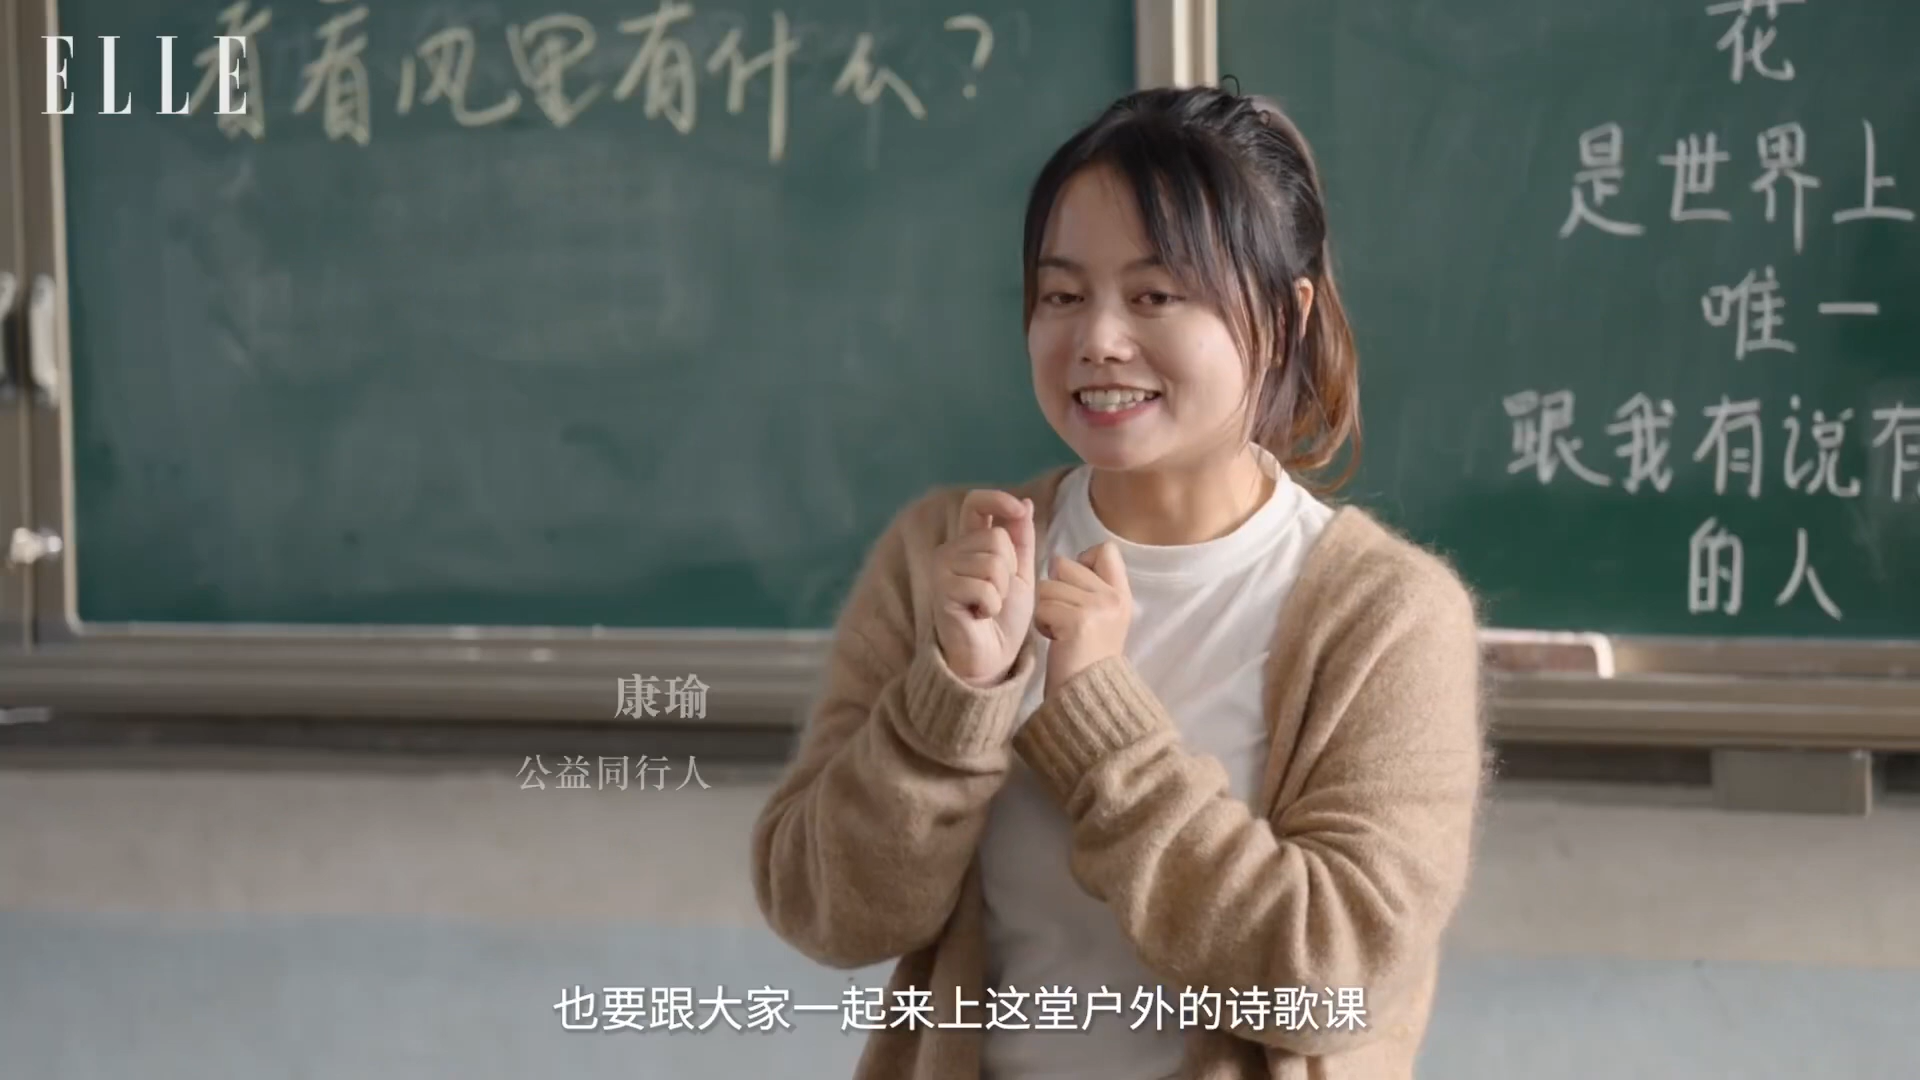 ELLE
看看风里有什么？
花
是世界上
唯一
跟我有说有
的人
康瑜
公益同行人
也要跟大家一起来上这堂户外的诗歌课